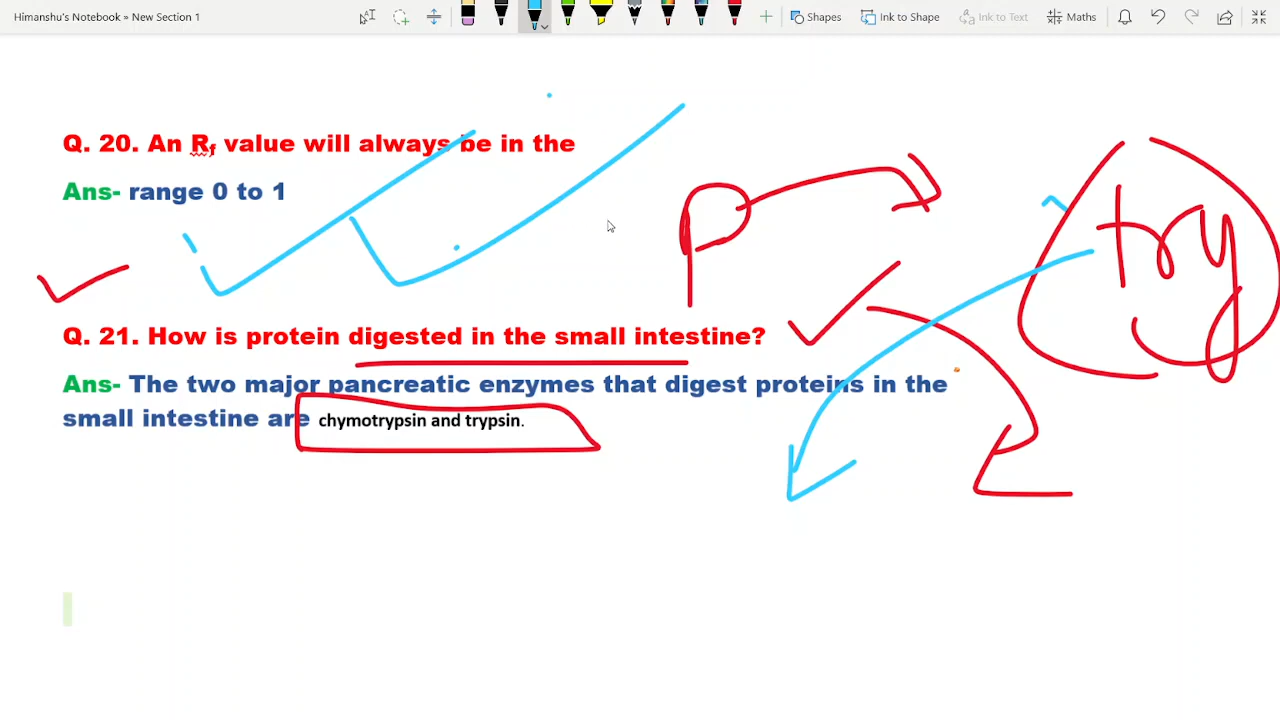 Himanshu's Notebook » New Section 1
Shapes
Ink to Shape
Ink to Text
Maths
Q. 20. An Rf value will always be in the
Ans- range 0 to 1
P
try
Q. 21. How is protein digested in the small intestine?
Ans- The two major pancreatic enzymes that digest proteins in the
small intestine are chymotrypsin and trypsin.